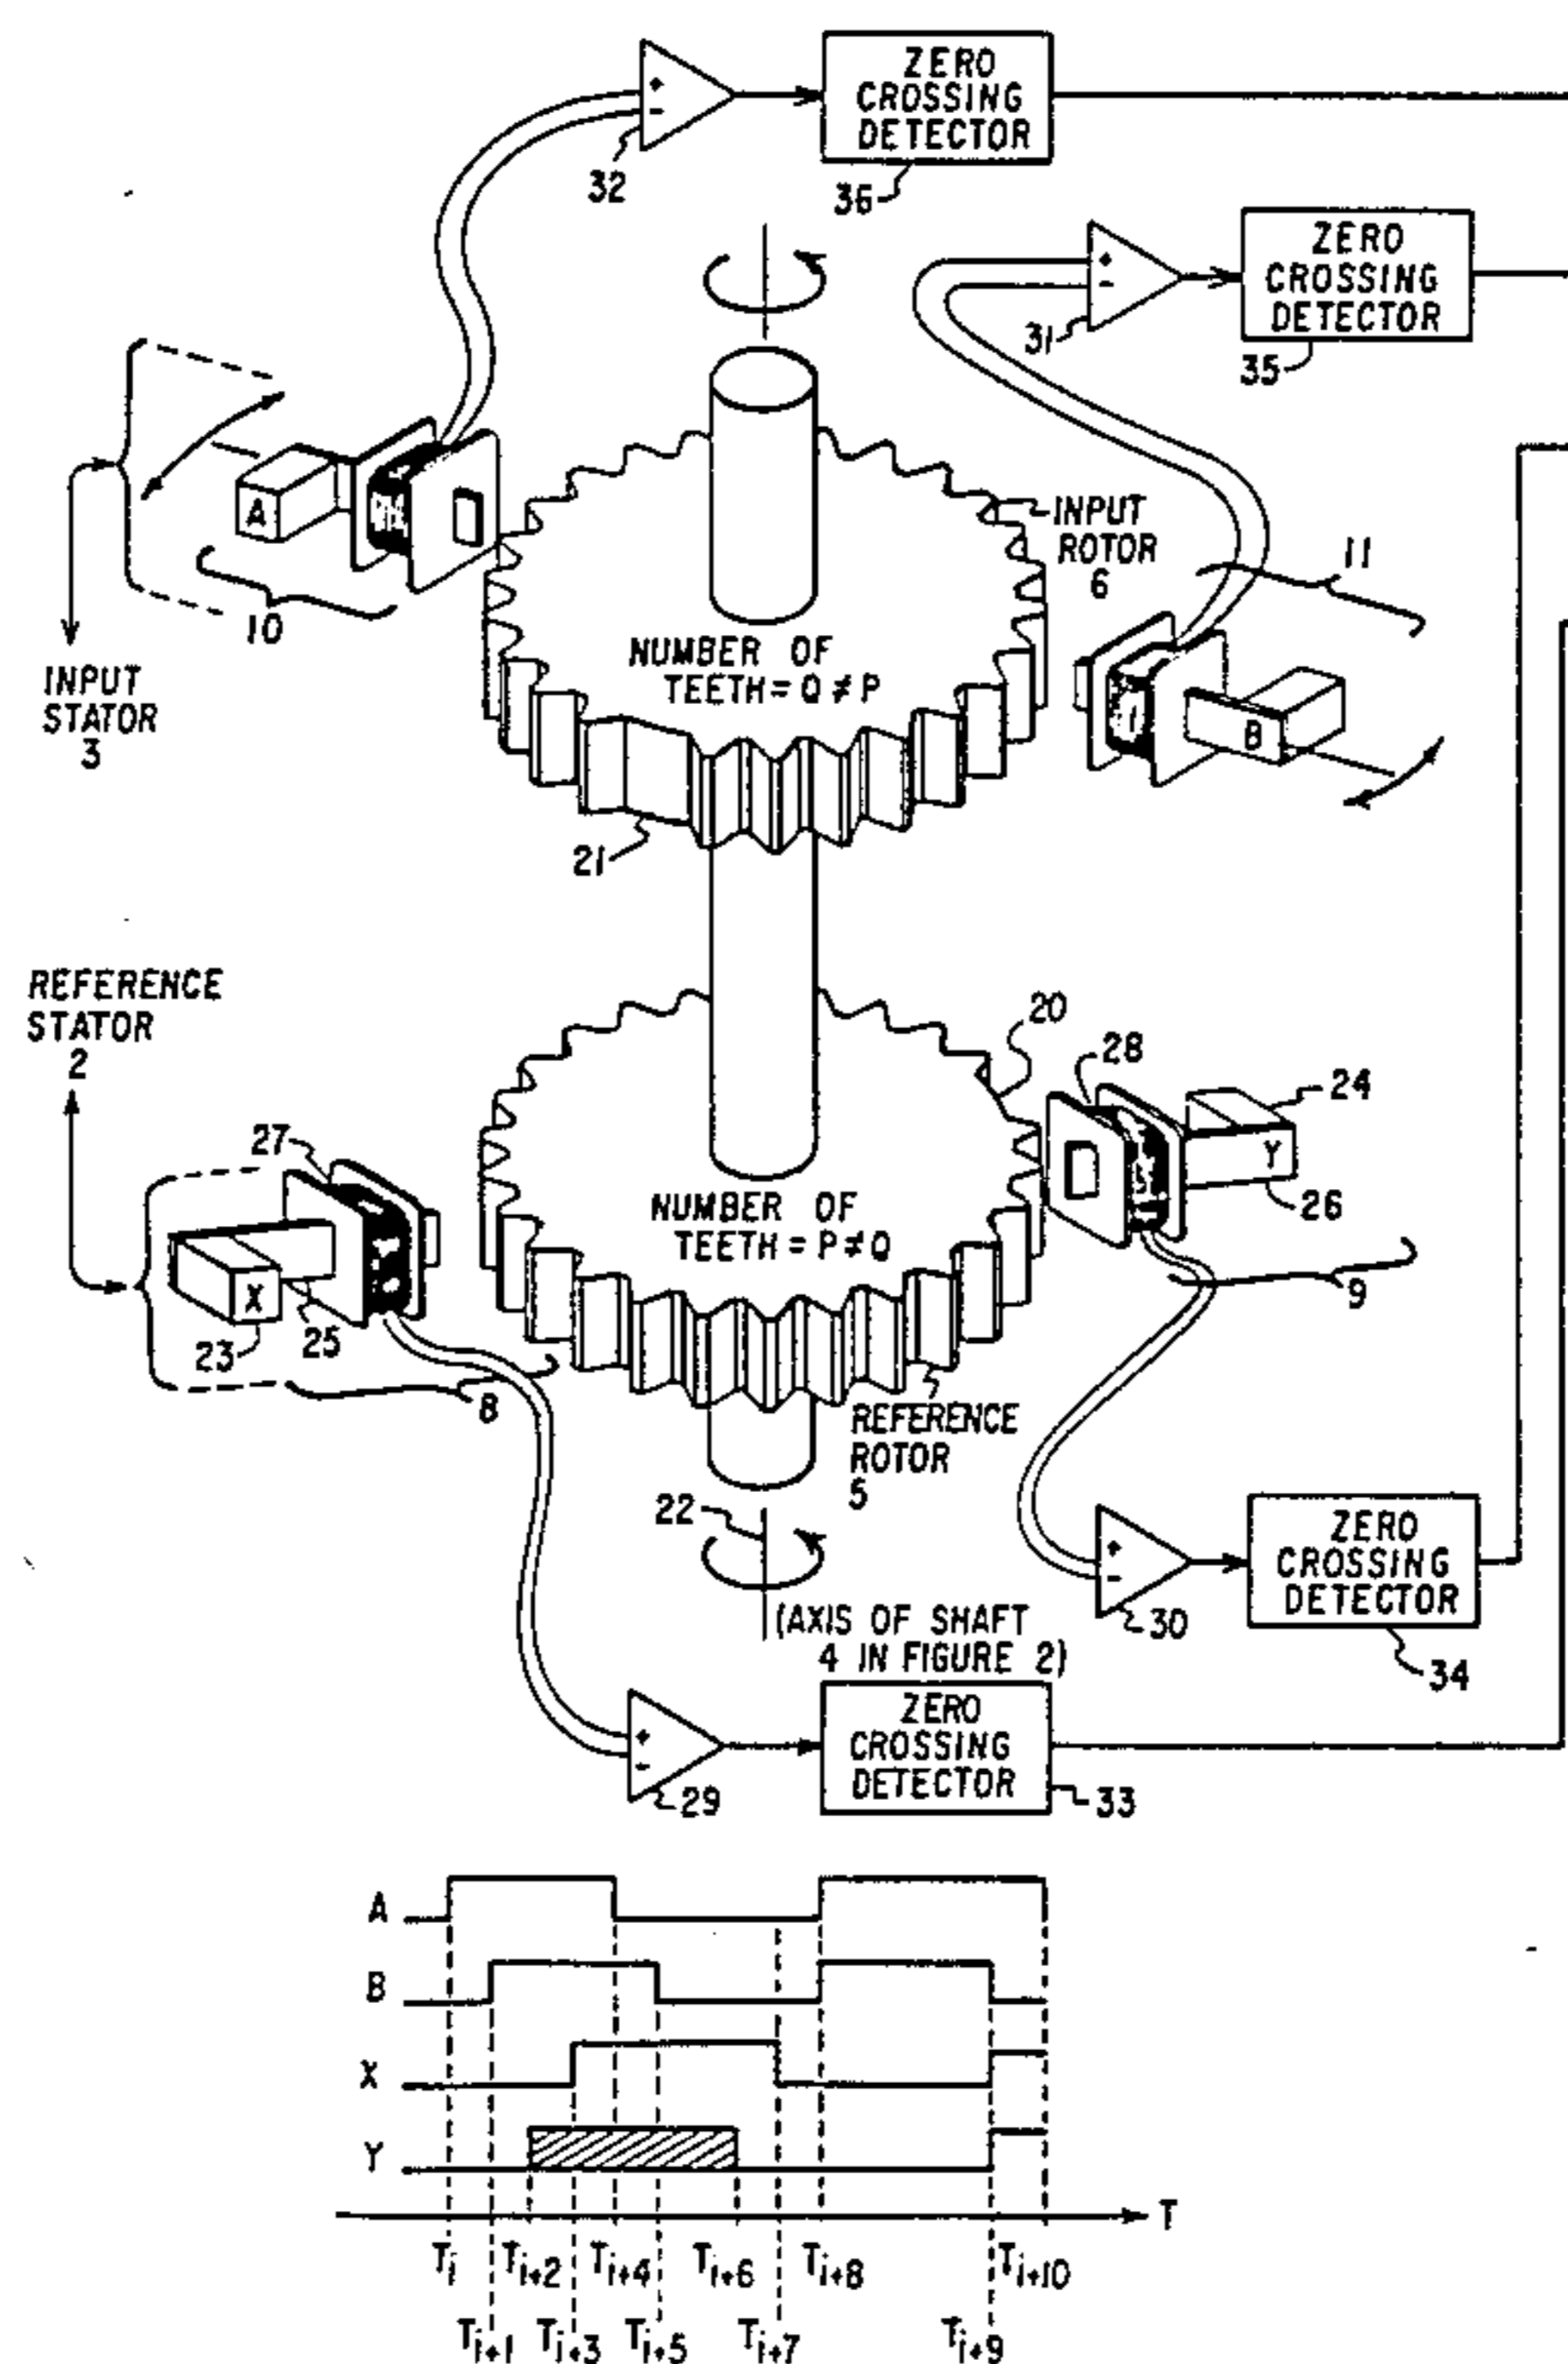 ZERO
CROSSING
DETECTOR
+
-
32
36
ZERO
CROSSING
DETECTOR
+
-
31
35
A
10
INPUT
STATOR
3
INPUT
ROTOR
6
11
B
NUMBER OF
TEETH = Q ≠ P
21
REFERENCE
STATOR
2
20
28
24
27
Y
26
X
25
23
8
9
NUMBER OF
TEETH = P ≠ Q
REFERENCE
ROTOR
5
22
(AXIS OF SHAFT
4 IN FIGURE 2)
+
-
30
ZERO
CROSSING
DETECTOR
34
+
-
29
ZERO
CROSSING
DETECTOR
33
A
B
X
Y
T
Ti Ti+2 Ti+4 Ti+6 Ti+8 Ti+10
Ti+1 Ti+3 Ti+5 Ti+7 Ti+9